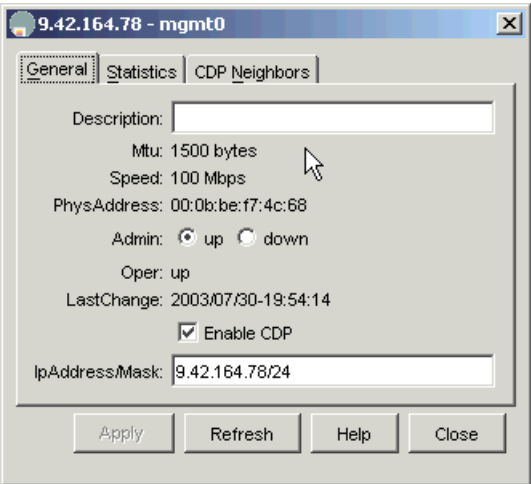 9.42.164.78 - mgmt0
General Statistics CDP Neighbors
Description:
Mtu: 1500 bytes
Speed: 100 Mbps
PhysAddress: 00:0b:be:f7:4c:68
Admin: up down
Oper: up
LastChange: 2003/07/30-19:54:14
Enable CDP
IpAddress/Mask: 9.42.164.78/24
Apply Refresh Help Close